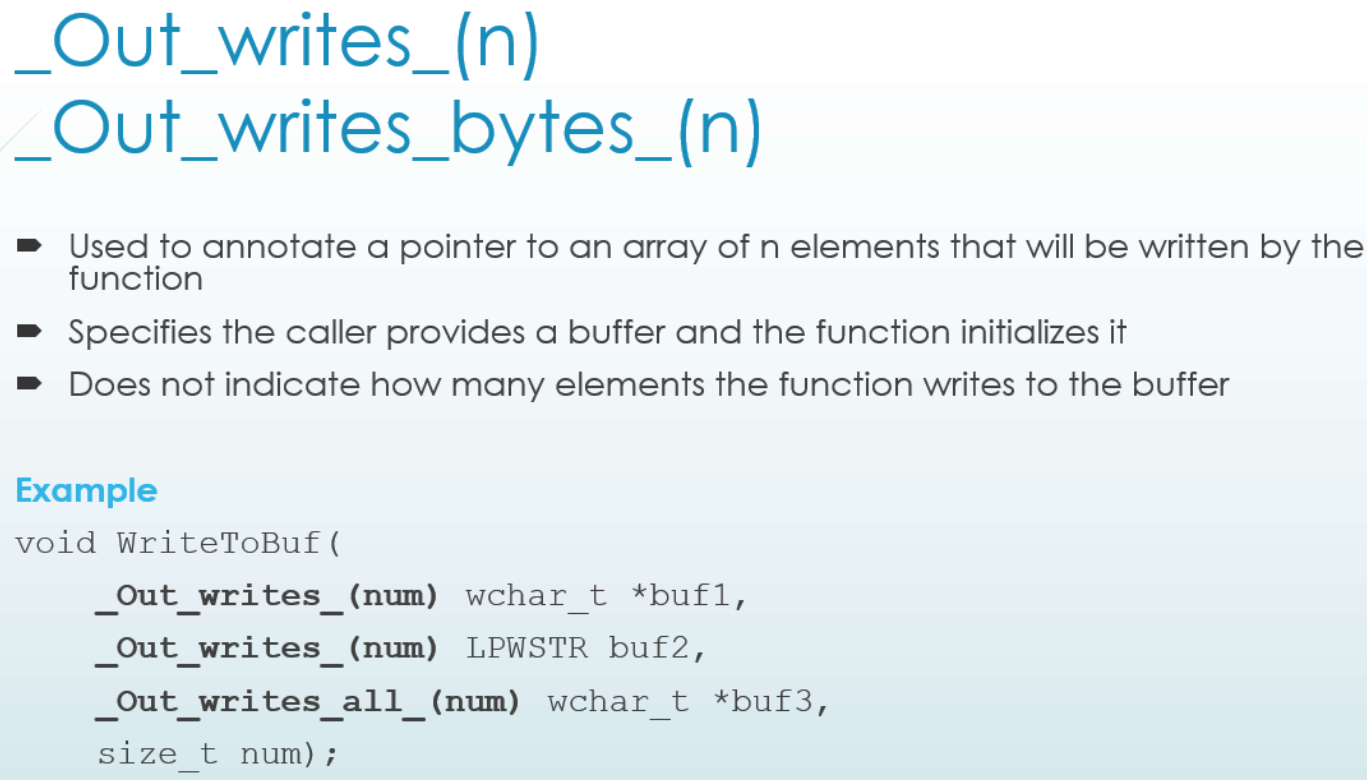 _Out_writes_(n)
_Out_writes_bytes_(n)
Used to annotate a pointer to an array of n elements that will be written by the
function
Specifies the caller provides a buffer and the function initializes it
Does not indicate how many elements the function writes to the buffer
Example
void WriteToBuf(
_Out_writes_(num) wchar_t *buf1,
_Out_writes_(num) LPWSTR buf2,
_Out_writes_all_(num) wchar_t *buf3,
size_t num);